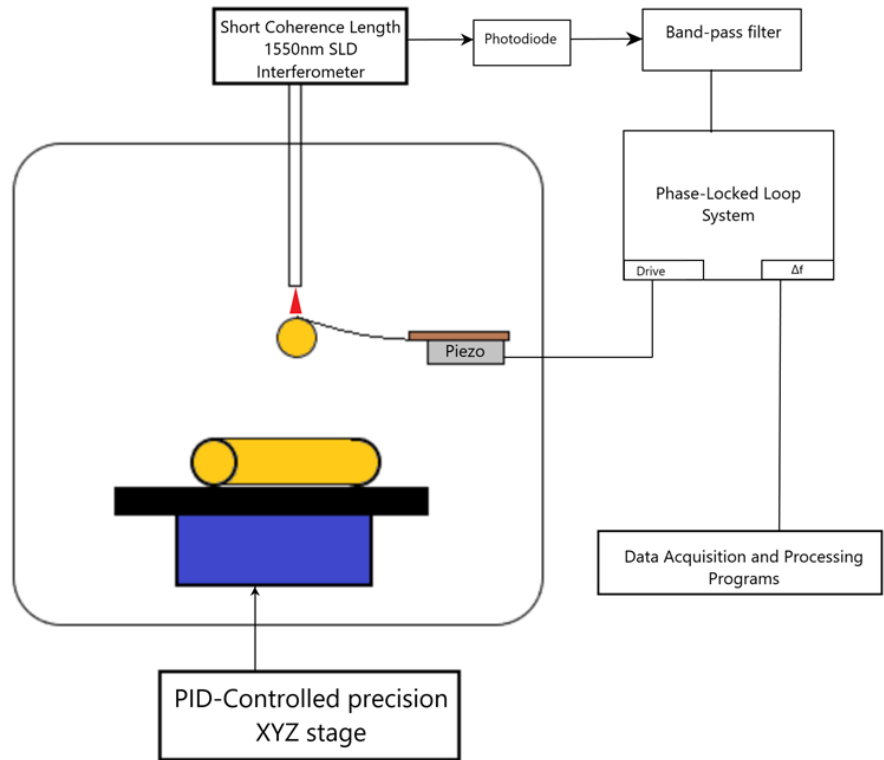 Short Coherence Length
1550nm SLD
Interferometer
Photodiode
Band-pass filter
Phase-Locked Loop
System
Drive
Δf
Piezo
Data Acquisition and Processing
Programs
PID-Controlled precision
XYZ stage